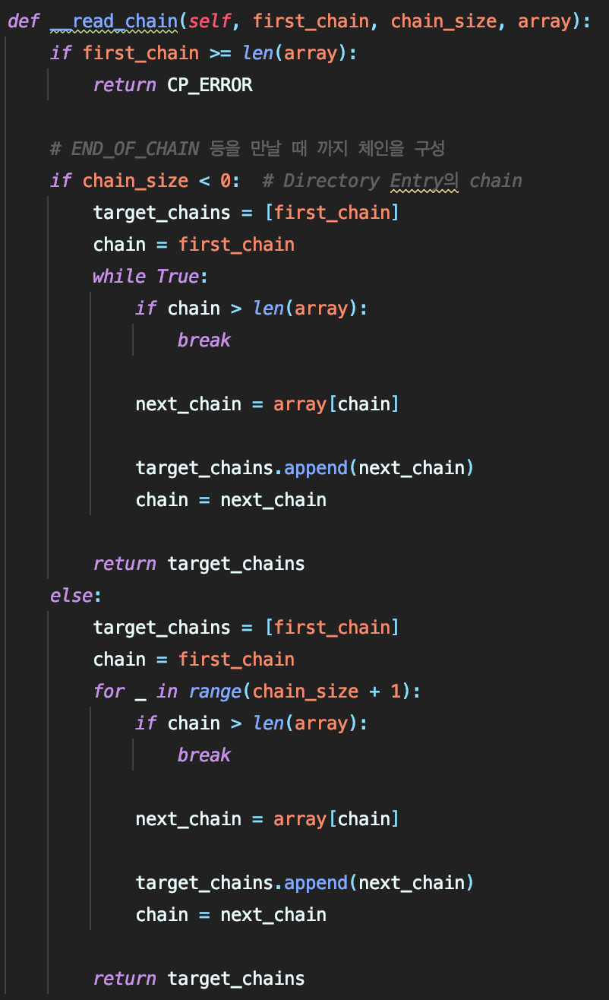 def __read_chain(self, first_chain, chain_size, array):
    if first_chain >= len(array):
        return CP_ERROR

    # END_OF_CHAIN 등을 만날 때 까지 체인을 구성
    if chain_size < 0:  # Directory Entry의 chain
        target_chains = [first_chain]
        chain = first_chain
        while True:
            if chain > len(array):
                break

            next_chain = array[chain]

            target_chains.append(next_chain)
            chain = next_chain

        return target_chains
    else:
        target_chains = [first_chain]
        chain = first_chain
        for _ in range(chain_size + 1):
            if chain > len(array):
                break

            next_chain = array[chain]

            target_chains.append(next_chain)
            chain = next_chain

        return target_chains